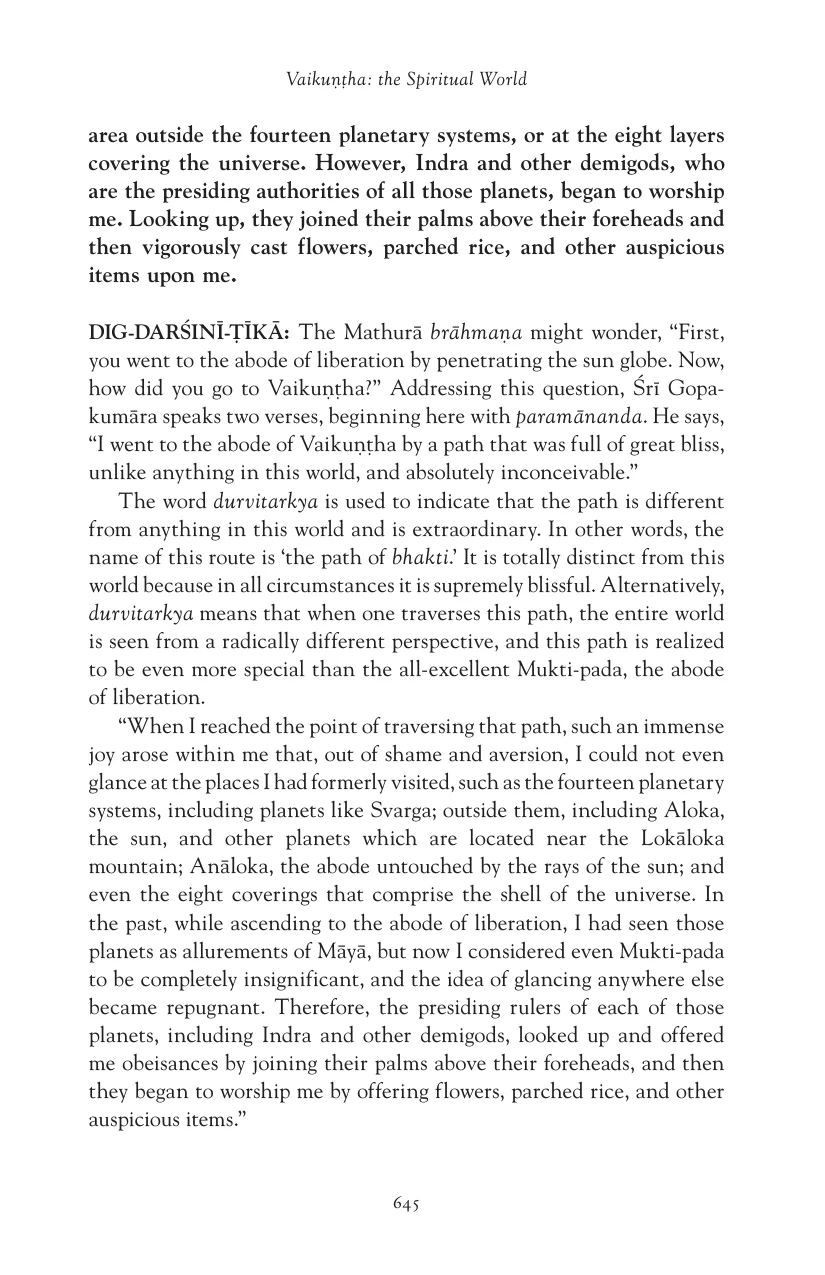 Vaikuṇṭha: the Spiritual World
area outside the fourteen planetary systems, or at the eight layers
covering the universe. However, Indra and other demigods, who
are the presiding authorities of all those planets, began to worship
me. Looking up, they joined their palms above their foreheads and
then vigorously cast flowers, parched rice, and other auspicious
items upon me.
DIG-DARŚINĪ-ṬĪKĀ: The Mathurā brāhmaṇa might wonder, “First,
you went to the abode of liberation by penetrating the sun globe. Now,
how did you go to Vaikuṇṭha?” Addressing this question, Śrī Gopa-
kumāra speaks two verses, beginning here with paramānanda. He says,
“I went to the abode of Vaikuṇṭha by a path that was full of great bliss,
unlike anything in this world, and absolutely inconceivable.”
The word durvitarkya is used to indicate that the path is different
from anything in this world and is extraordinary. In other words, the
name of this route is ‘the path of bhakti.’ It is totally distinct from this
world because in all circumstances it is supremely blissful. Alternatively,
durvitarkya means that when one traverses this path, the entire world
is seen from a radically different perspective, and this path is realized
to be even more special than the all-excellent Mukti-pada, the abode
of liberation.
“When I reached the point of traversing that path, such an immense
joy arose within me that, out of shame and aversion, I could not even
glance at the places I had formerly visited, such as the fourteen planetary
systems, including planets like Svarga; outside them, including Aloka,
the sun, and other planets which are located near the Lokāloka
mountain; Anāloka, the abode untouched by the rays of the sun; and
even the eight coverings that comprise the shell of the universe. In
the past, while ascending to the abode of liberation, I had seen those
planets as allurements of Māyā, but now I considered even Mukti-pada
to be completely insignificant, and the idea of glancing anywhere else
became repugnant. Therefore, the presiding rulers of each of those
planets, including Indra and other demigods, looked up and offered
me obeisances by joining their palms above their foreheads, and then
they began to worship me by offering flowers, parched rice, and other
auspicious items.”
645